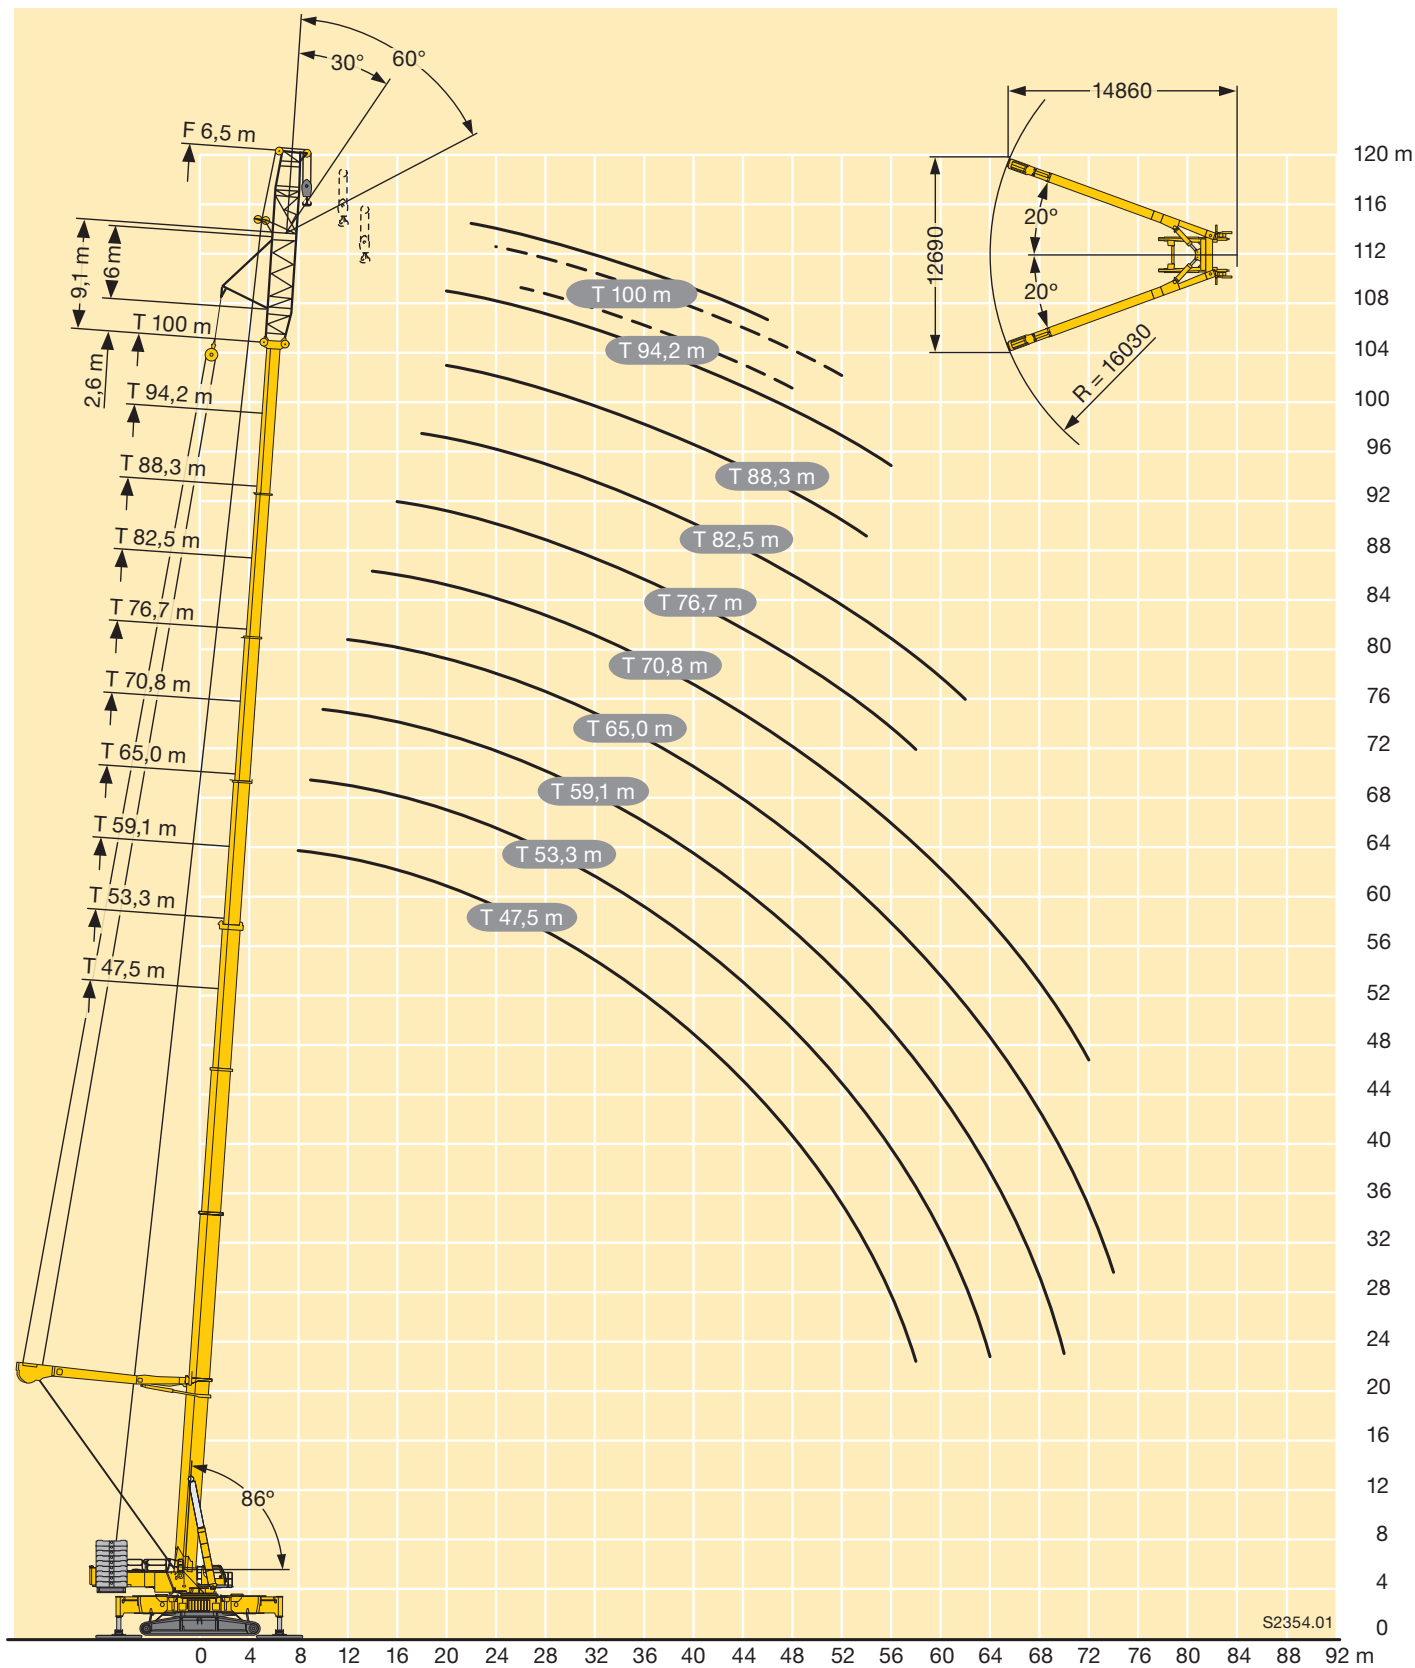 14860
60°
30°
F 6,5 m
120 m
116
112
108
104
100
96
92
88
84
80
76
72
68
64
60
56
52
48
44
40
36
32
28
24
20
16
12
8
4
0
12690
20°
20°
R = 16030
9,1 m
6 m
2,6 m
T 100 m
T 94,2 m
T 88,3 m
T 82,5 m
T 76,7 m
T 70,8 m
T 65,0 m
T 59,1 m
T 53,3 m
T 47,5 m
T 100 m
T 94,2 m
T 88,3 m
T 82,5 m
T 76,7 m
T 70,8 m
T 65,0 m
T 59,1 m
T 53,3 m
T 47,5 m
86°
S2354.01
0 4 8 12 16 20 24 28 32 36 40 44 48 52 56 60 64 68 72 76 80 84 88 92 m